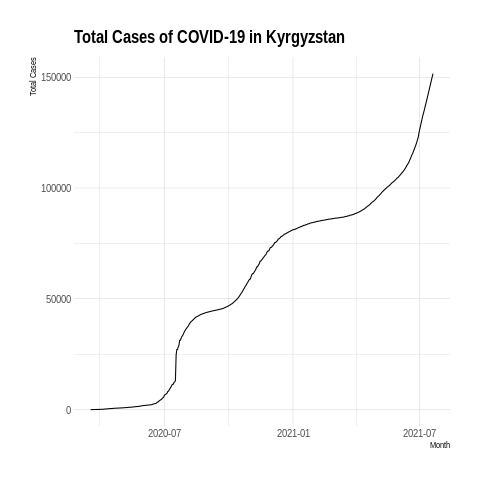 Total Cases of COVID-19 in Kyrgyzstan
Total Cases
150000
100000
50000
0
2020-07
2021-01
2021-07
Month